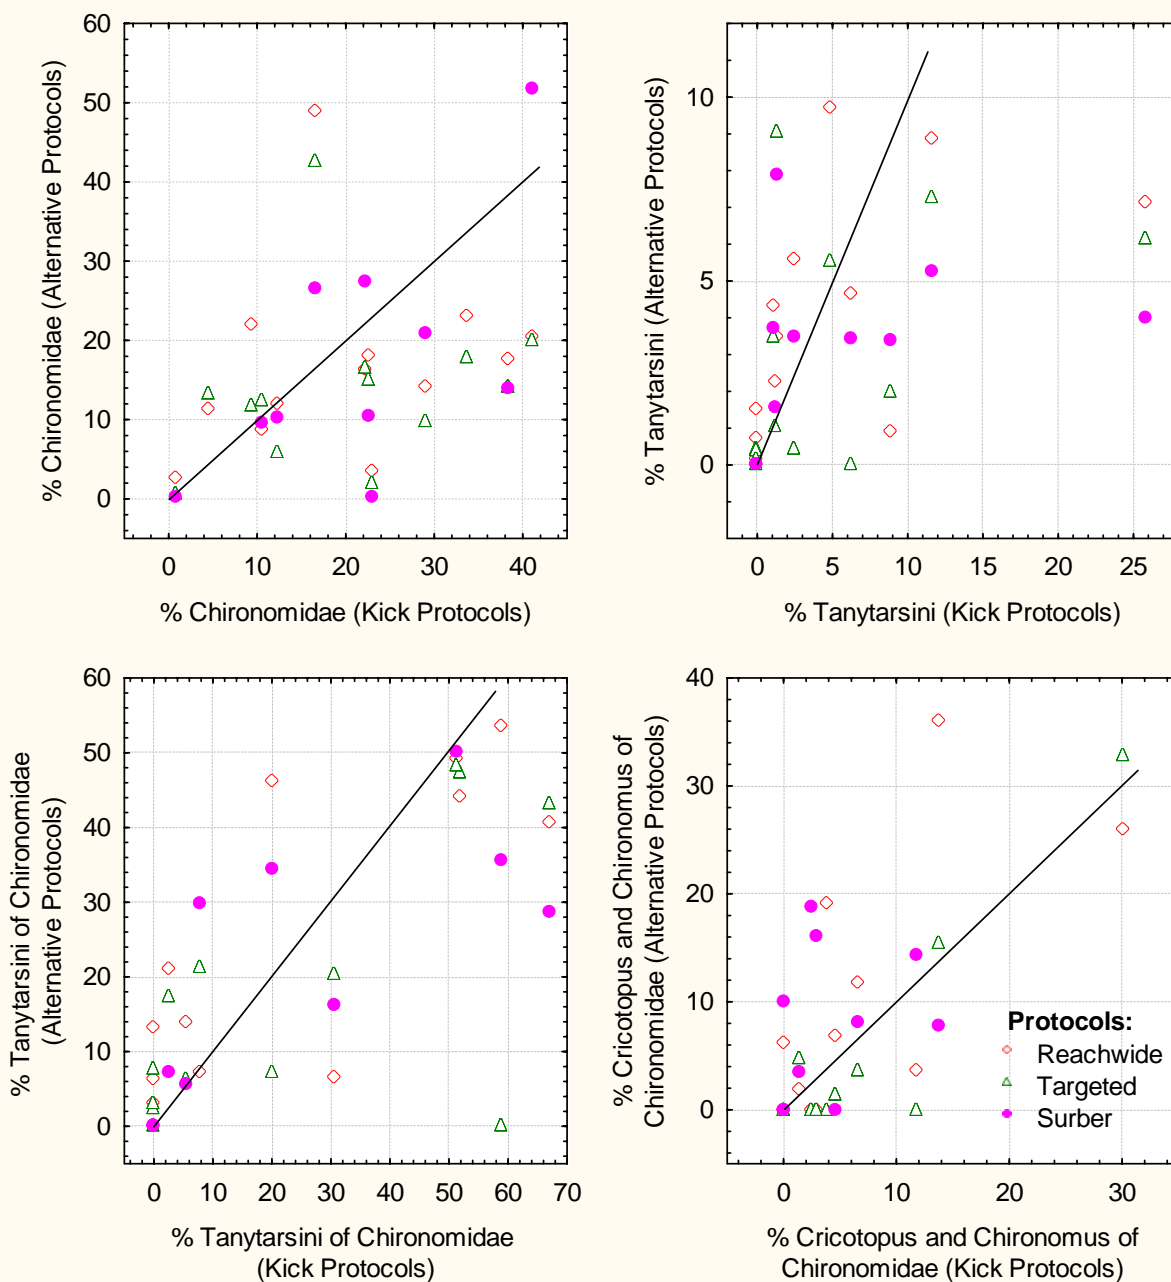 60
50
40
30
20
10
0
% Chironomidae (Alternative Protocols)
0 10 20 30 40
% Chironomidae (Kick Protocols)
10
5
0
% Tanytarsini (Alternative Protocols)
0 5 10 15 20 25
% Tanytarsini (Kick Protocols)
60
50
40
30
20
10
0
% Tanytarsini of Chironomidae
(Alternative Protocols)
0 10 20 30 40 50 60 70
% Tanytarsini of Chironomidae
(Kick Protocols)
40
30
20
10
0
% Cricotopus and Chironomus of
Chironomidae (Alternative Protocols)
Protocols:
Reachwide
Targeted
Surber
0 10 20 30
% Cricotopus and Chironomus of
Chironomidae (Kick Protocols)